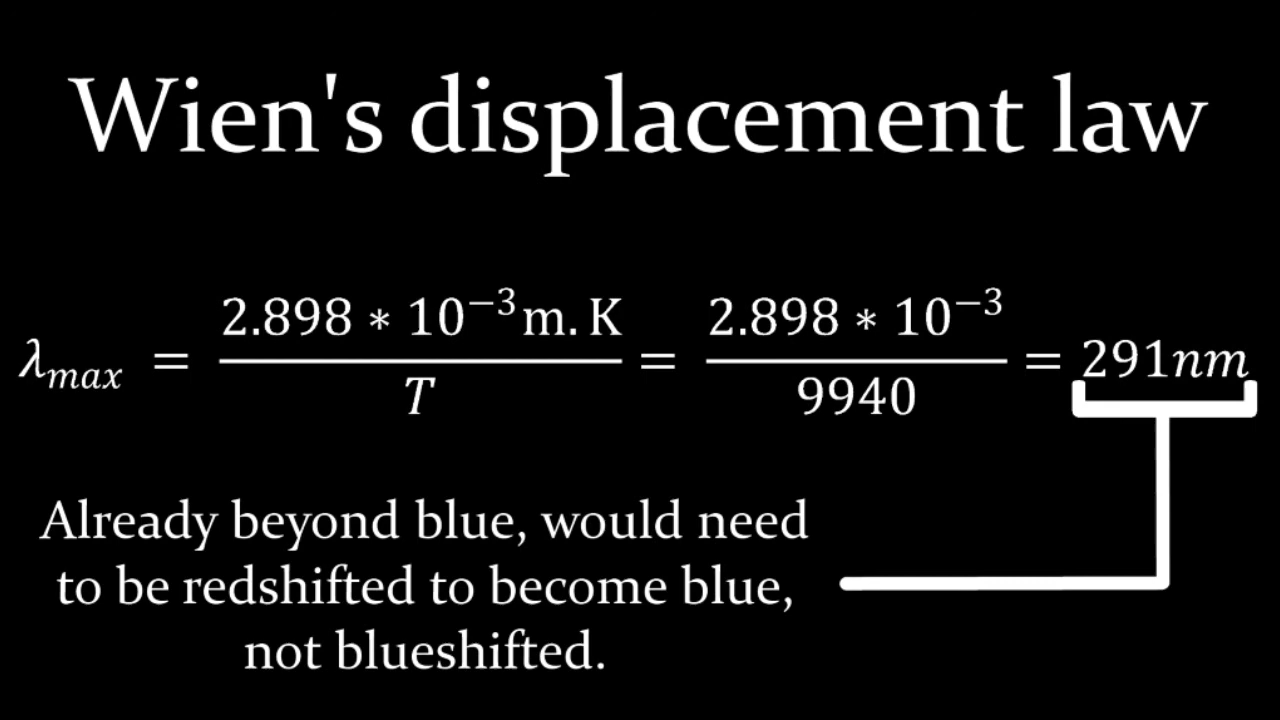 Wien's displacement law
λmax = 2.898 * 10⁻³ m. K / T = 2.898 * 10⁻³ / 9940 = 291nm
Already beyond blue, would need
to be redshifted to become blue,
not blueshifted.